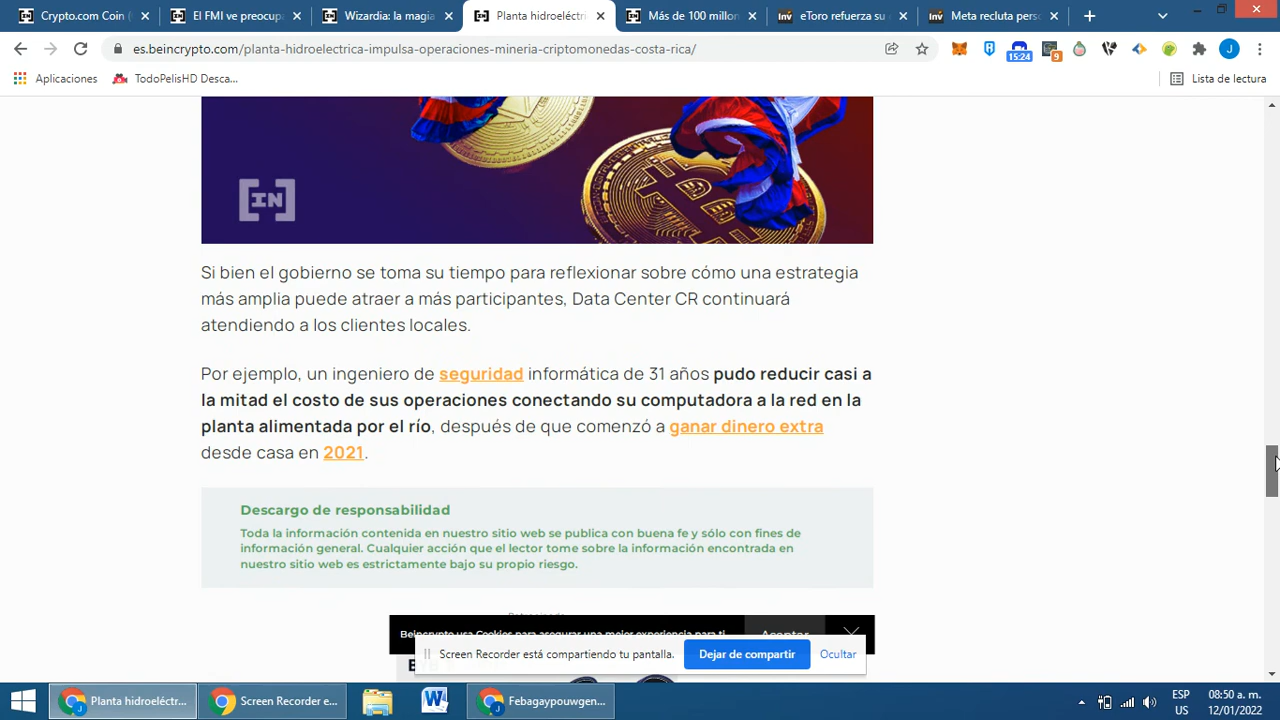 Crypto.com Coin (
El FMI ve preocup
Wizardia: la magia
Planta hidroeléctri
Más de 100 millon
eToro refuerza su
Meta recluta perso
es.beincrypto.com/planta-hidroelectrica-impulsa-operaciones-mineria-criptomonedas-costa-rica/
15:24
9
J
Aplicaciones
TodoPelisHD Desca...
Lista de lectura
IN
Si bien el gobierno se toma su tiempo para reflexionar sobre cómo una estrategia
más amplia puede atraer a más participantes, Data Center CR continuará
atendiendo a los clientes locales.
Por ejemplo, un ingeniero de seguridad informática de 31 años pudo reducir casi a
la mitad el costo de sus operaciones conectando su computadora a la red en la
planta alimentada por el río, después de que comenzó a ganar dinero extra
desde casa en 2021.
Descargo de responsabilidad
Toda la información contenida en nuestro sitio web se publica con buena fe y sólo con fines de
información general. Cualquier acción que el lector tome sobre la información encontrada en
nuestro sitio web es estrictamente bajo su propio riesgo.
Beincrypto usa Cookies para asegurar una mejor experiencia para ti
Aceptar
Screen Recorder está compartiendo tu pantalla.
Dejar de compartir
Ocultar
Planta hidroeléctr...
Screen Recorder e...
Febagaypouwgen...
ESP
US
08:50 a. m.
12/01/2022